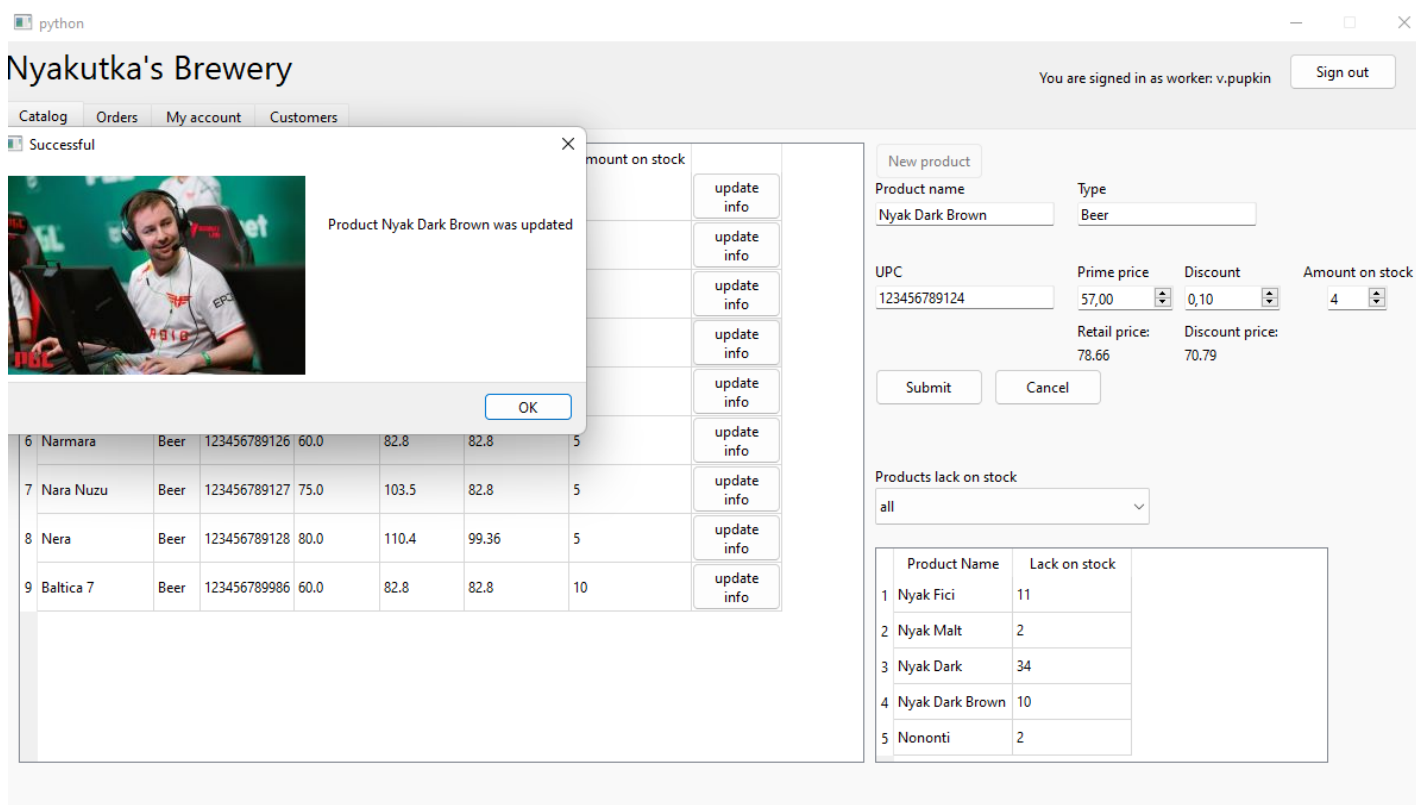 python
Nyakutka's Brewery
You are signed in as worker: v.pupkin
Sign out
Catalog Orders My account Customers
Successful
Product Nyak Dark Brown was updated
PGL
OK
mount on stock
update info
update info
update info
update info
update info
6 Narmara Beer 123456789126 60.0 82.8 82.8 5 update info
7 Nara Nuzu Beer 123456789127 75.0 103.5 82.8 5 update info
8 Nera Beer 123456789128 80.0 110.4 99.36 5 update info
9 Baltica 7 Beer 123456789986 60.0 82.8 82.8 10 update info
New product
Product name Type
Nyak Dark Brown Beer
UPC Prime price Discount Amount on stock
123456789124 57,00 0,10 4
Retail price: Discount price:
78.66 70.79
Submit Cancel
Products lack on stock
all
Product Name Lack on stock
1 Nyak Fici 11
2 Nyak Malt 2
3 Nyak Dark 34
4 Nyak Dark Brown 10
5 Nononti 2